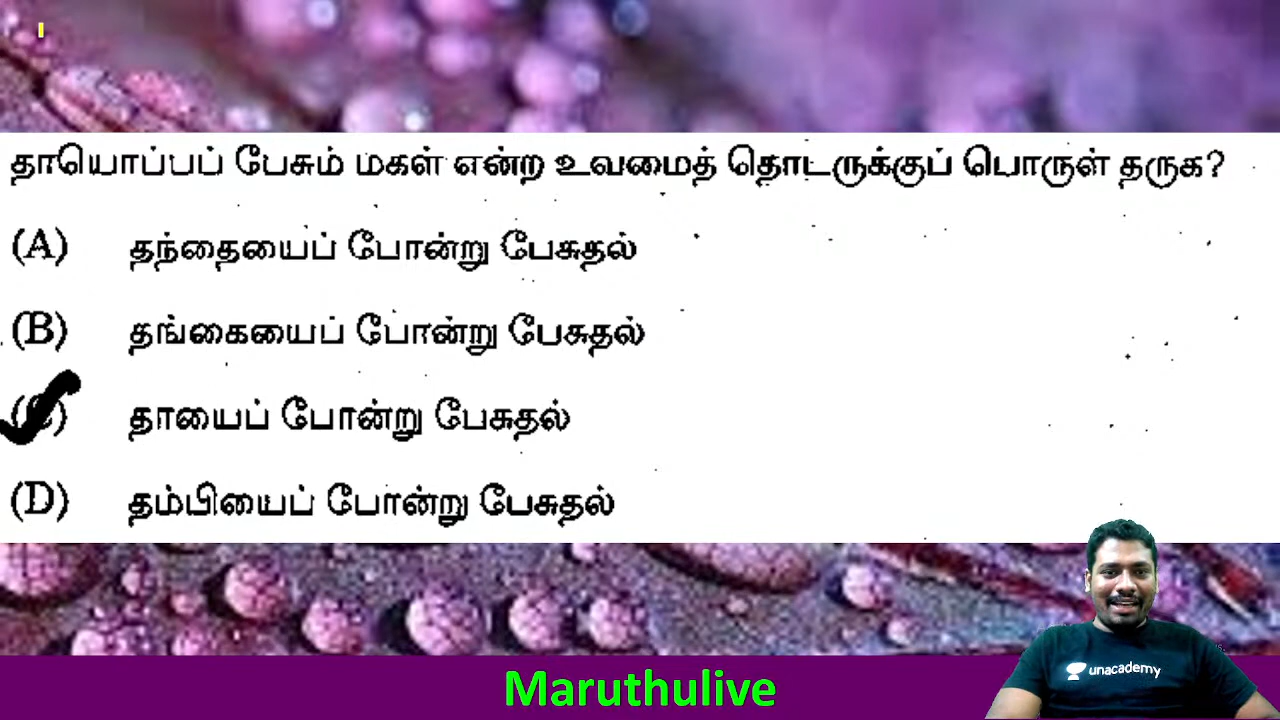 தாயொப்பப் பேசும் மகள் என்ற உவமைத் தொடருக்குப் பொருள் தருக?
(A) தந்தையைப் போன்று பேசுதல்
(B) தங்கையைப் போன்று பேசுதல்
(C) தாயைப் போன்று பேசுதல்
(D) தம்பியைப் போன்று பேசுதல்
unacademy
Maruthulive